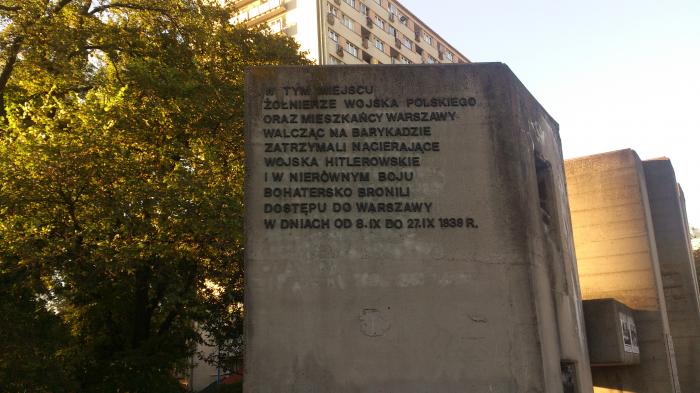 W TYM MIEJSCU
ŻOŁNIERZE WOJSKA POLSKIEGO
ORAZ MIESZKAŃCY WARSZAWY
WALCZĄC NA BARYKADZIE
ZATRZYMALI NACIERAJĄCE
WOJSKA HITLEROWSKIE
I W NIERÓWNYM BOJU
BOHATERSKO BRONILI
DOSTĘPU DO WARSZAWY
W DNIACH OD 8.IX DO 27.IX 1939 R.